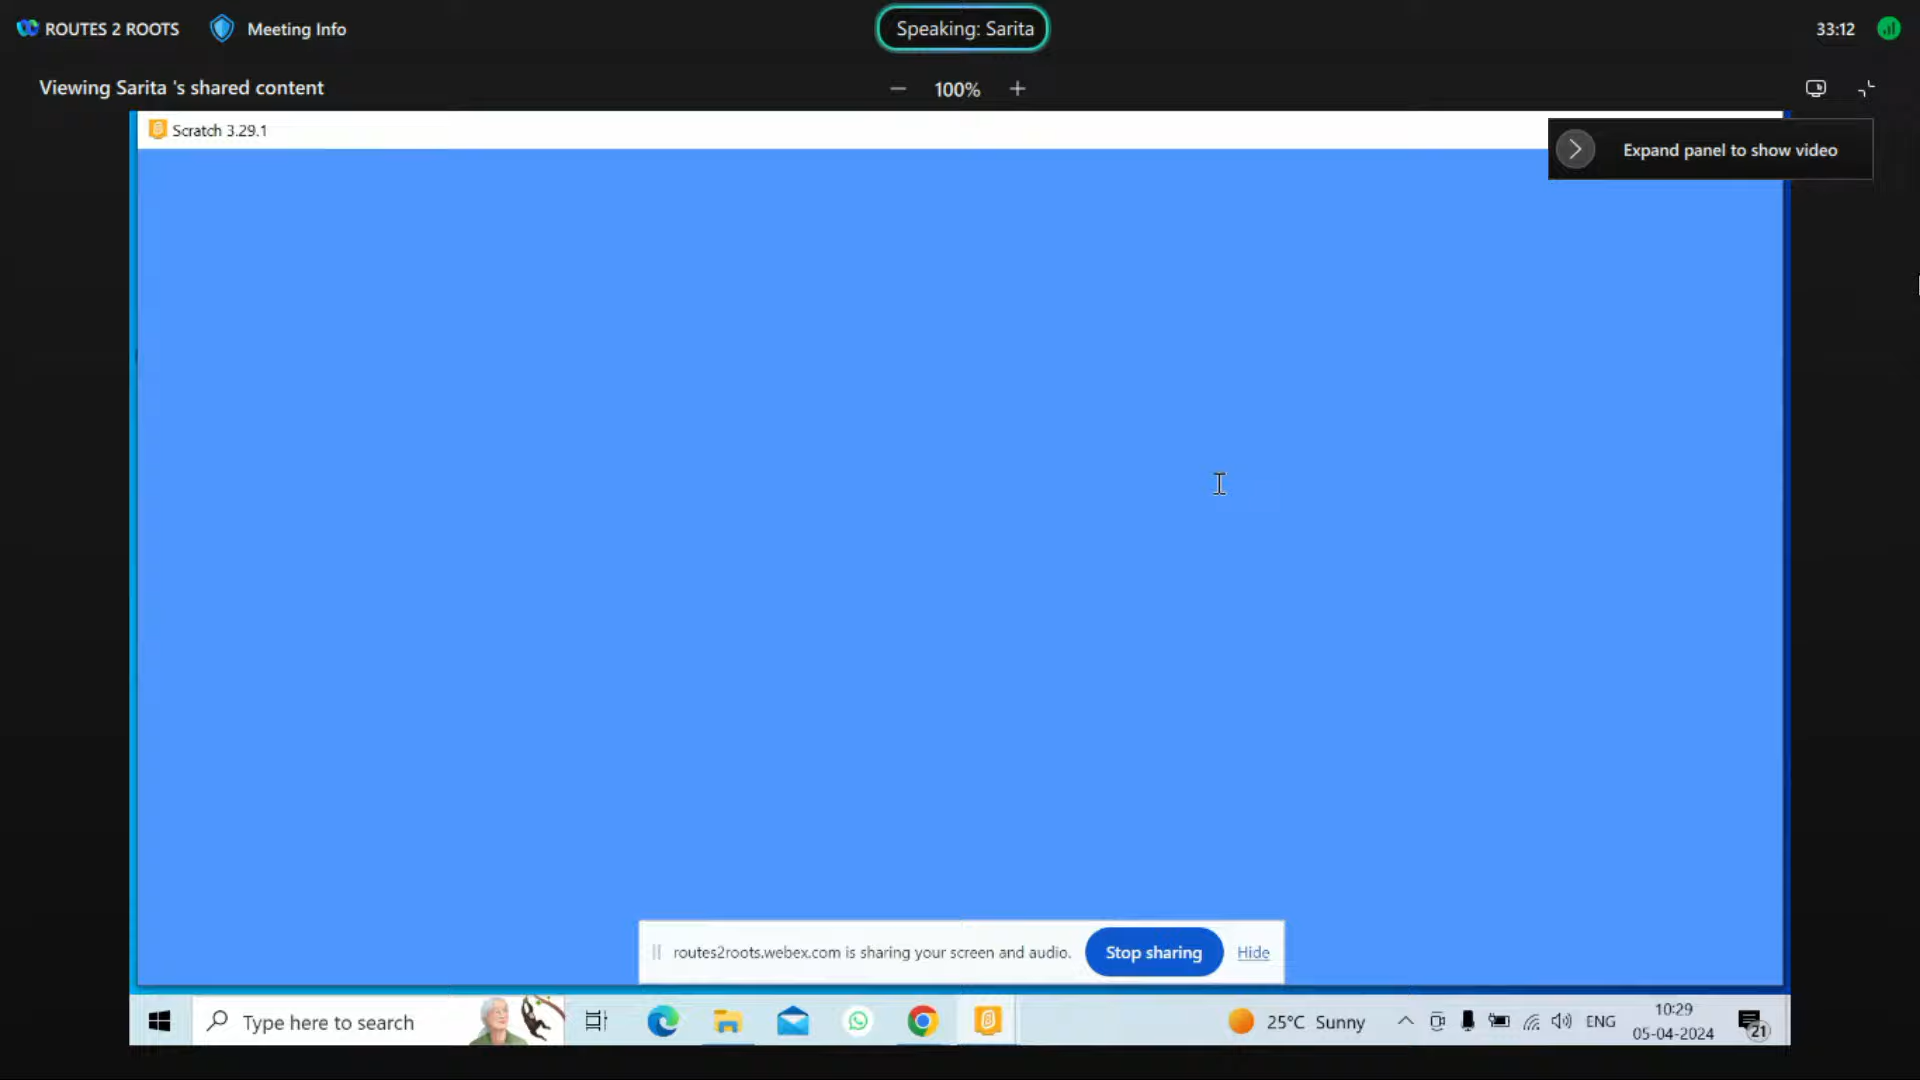 ROUTES 2 ROOTS
Meeting Info
Speaking: Sarita
33:12
Viewing Sarita 's shared content
100%
Scratch 3.29.1
Expand panel to show video
routes2roots.webex.com is sharing your screen and audio.
Stop sharing
Hide
Type here to search
25°C Sunny
ENG
10:29
05-04-2024
21